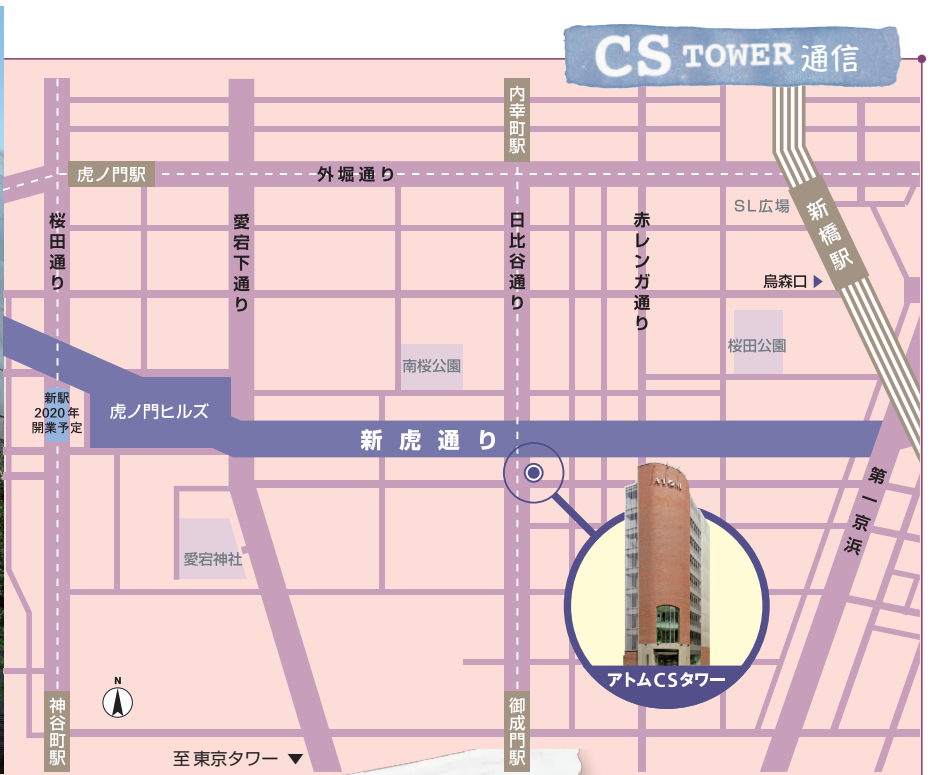 CS TOWER 通信
内幸町駅
虎ノ門駅
外堀通り
桜田通り
愛宕下通り
日比谷通り
赤レンガ通り
SL広場
新橋駅
烏森口
南桜公園
桜田公園
新駅
2020年
開業予定
虎ノ門ヒルズ
新虎通り
第一京浜
愛宕神社
アトムCSタワー
N
神谷町駅
御成門駅
至東京タワー